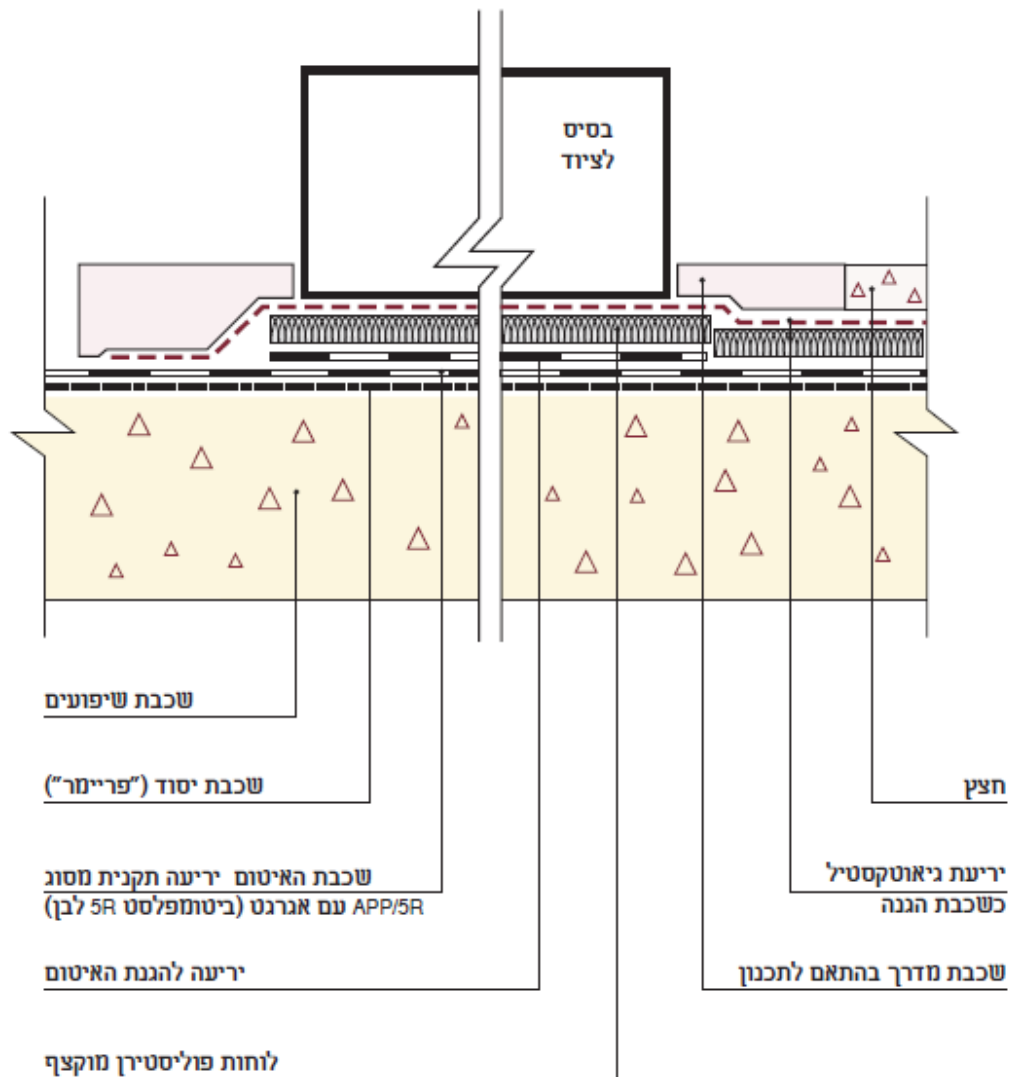 בסיס
לציוד
שכבת שיפועים
שכבת יסוד ("פריימר")
שכבת האיטום יריעה תקנית מסוג
APP/5R עם אגרגט (ביטומפלסט 5R לבן)
יריעה להגנת האיטום
לוחות פוליסטירן מוקצף
חצץ
יריעת גיאוטקסטיל
כשכבת הגנה
שכבת מדרך בהתאם לתכנון